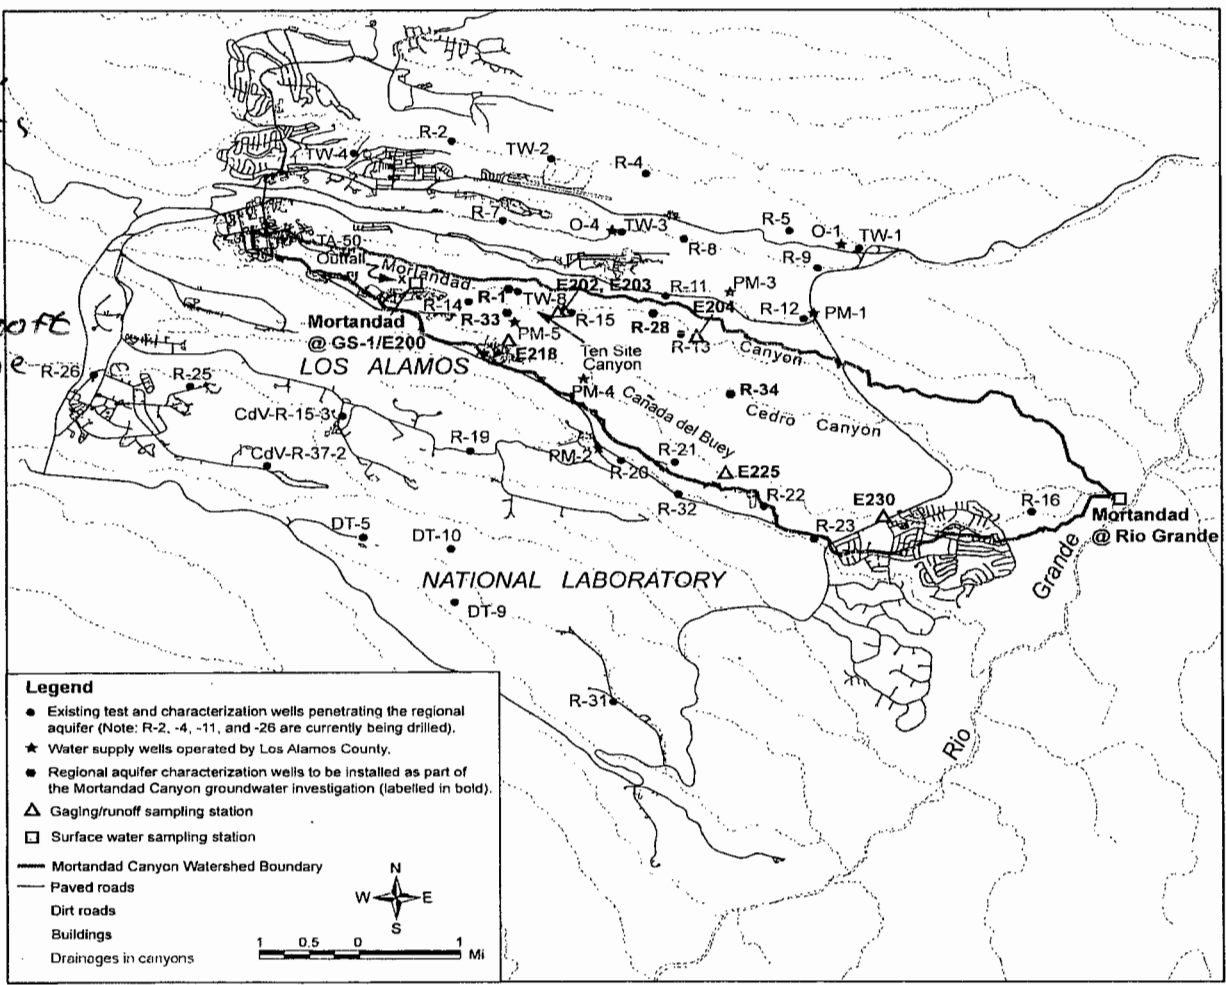 R-2
TW-2
TW-4
R-4
R-7
O-4
TW-3
R-5
O-1
TW-1
R-8
R-9
TA-50
Outfall
Mortandad
E202, E203
R-11
PM-3
R-14
R-1
TW-8
E204
R-12
PM-1
R-33
R-15
R-28
Mortandad
@ GS-1/E200
PM-5
R-13
Canyon
E218
Ten Site
Canyon
LOS ALAMOS
R-26
R-25
PM-4
R-34
Cañada del Buey
Cedro Canyon
CdV-R-15-3
R-19
CdV-R-37-2
PM-2
R-20
R-21
E225
R-32
R-22
E230
R-16
Mortandad
@ Rio Grande
R-23
DT-5
DT-10
NATIONAL LABORATORY
DT-9
Grande
R-31
Rio
Legend
Existing test and characterization wells penetrating the regional
aquifer (Note: R-2, -4, -11, and -26 are currently being drilled).
Water supply wells operated by Los Alamos County.
Regional aquifer characterization wells to be installed as part of
the Mortandad Canyon groundwater investigation (labelled in bold).
Gaging/runoff sampling station
Surface water sampling station
Mortandad Canyon Watershed Boundary
Paved roads
Dirt roads
Buildings
Drainages in canyons
N
W E
S
1 0.5 0 1 Mi